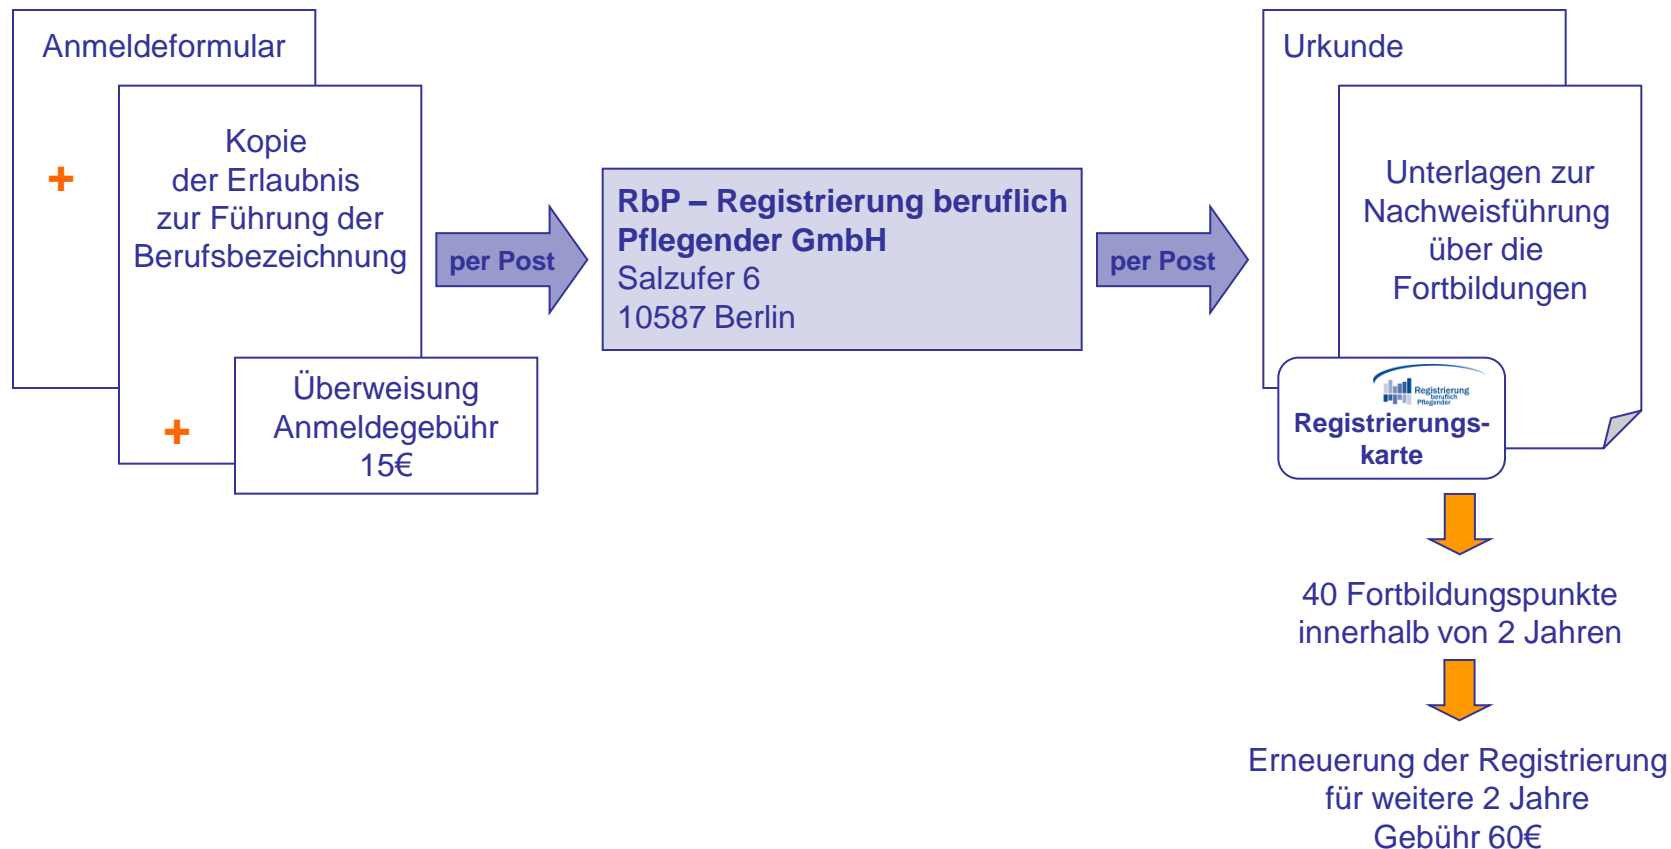 Anmeldeformular
+
Kopie
der Erlaubnis
zur Führung der
Berufsbezeichnung
+
Überweisung
Anmeldegebühr
15€
per Post
RbP – Registrierung beruflich
Pflegender GmbH
Salzufer 6
10587 Berlin
per Post
Urkunde
Unterlagen zur
Nachweisführung
über die
Fortbildungen
Registrierung
beruflich
Pflegender
Registrierungs-
karte
40 Fortbildungspunkte
innerhalb von 2 Jahren
Erneuerung der Registrierung
für weitere 2 Jahre
Gebühr 60€